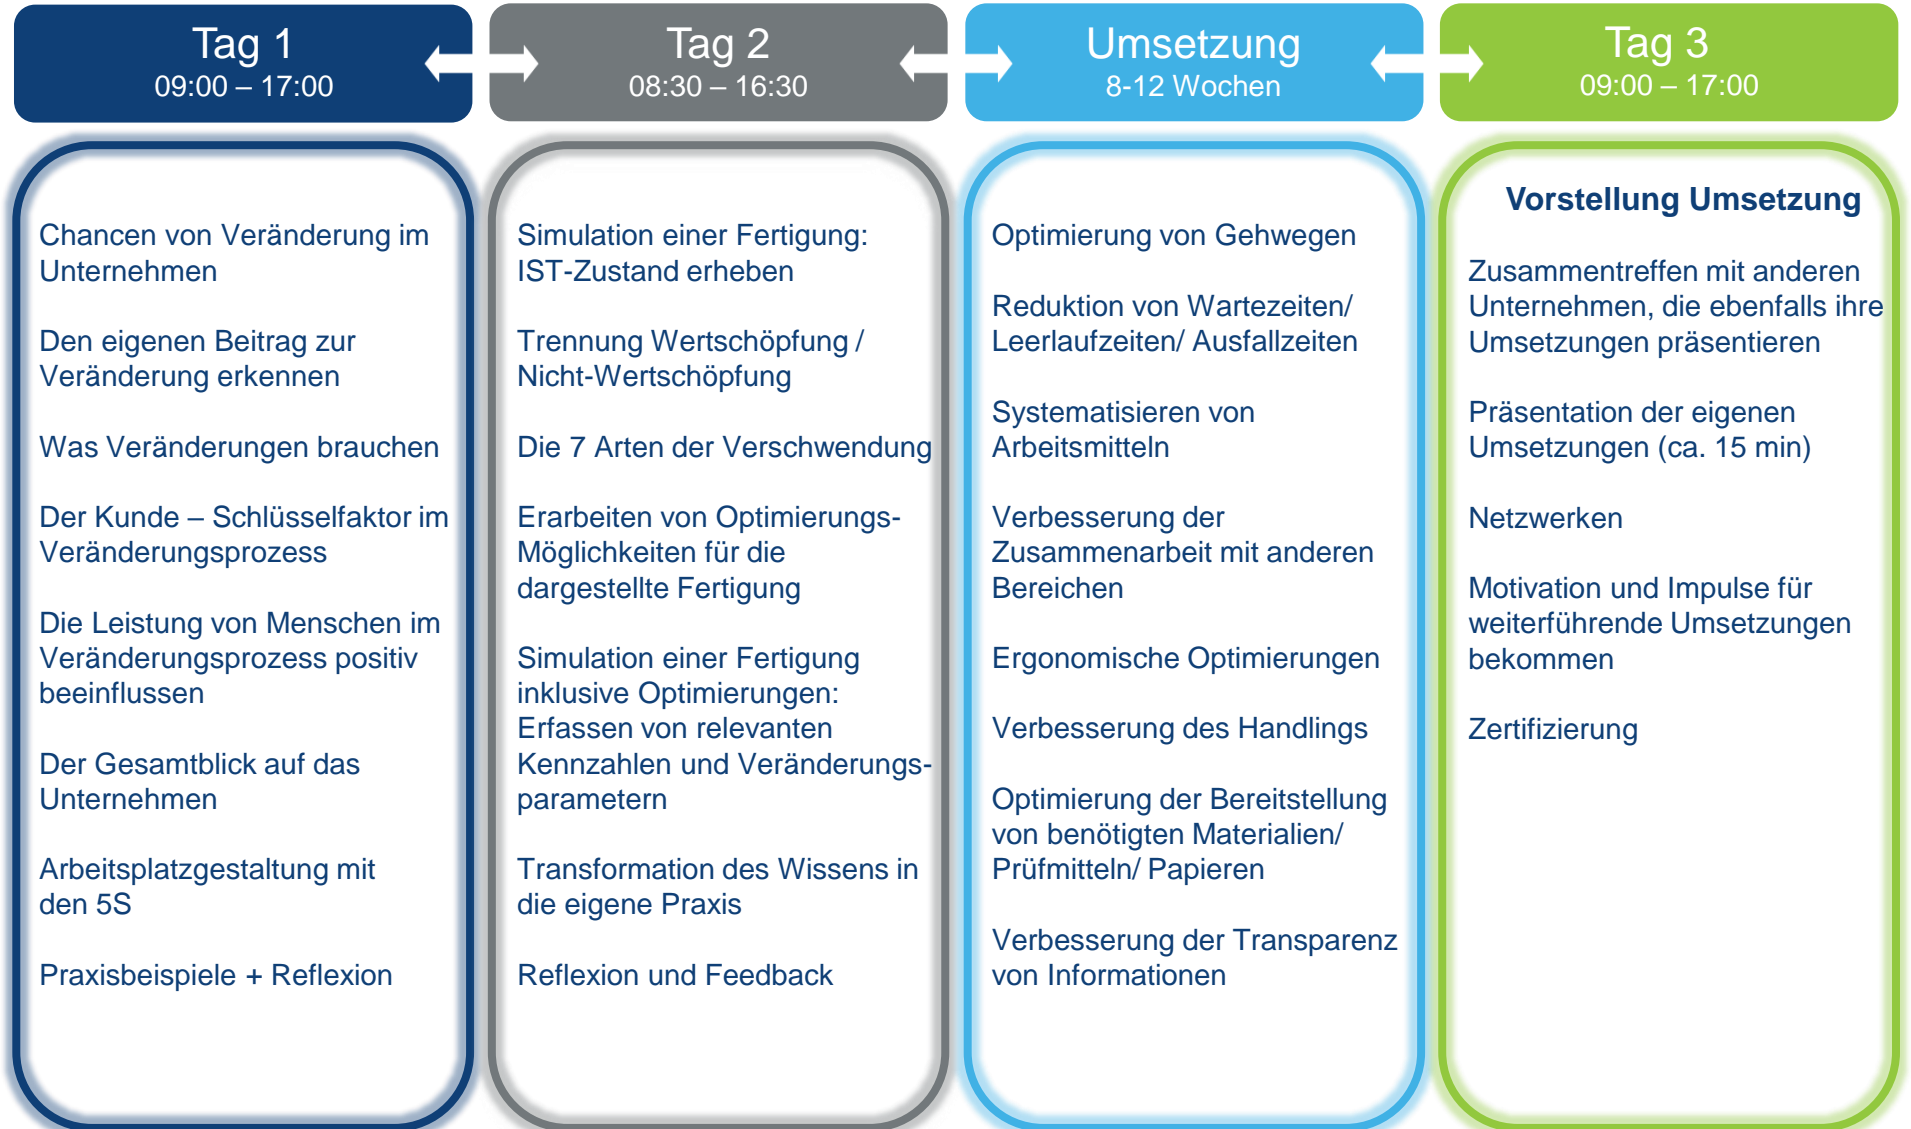 Tag 1
09:00 – 17:00
Chancen von Veränderung im
Unternehmen
Den eigenen Beitrag zur
Veränderung erkennen
Was Veränderungen brauchen
Der Kunde – Schlüsselfaktor im
Veränderungsprozess
Die Leistung von Menschen im
Veränderungsprozess positiv
beeinflussen
Der Gesamtblick auf das
Unternehmen
Arbeitsplatzgestaltung mit
den 5S
Praxisbeispiele + Reflexion
Tag 2
08:30 – 16:30
Simulation einer Fertigung:
IST-Zustand erheben
Trennung Wertschöpfung /
Nicht-Wertschöpfung
Die 7 Arten der Verschwendung
Erarbeiten von Optimierungs-
Möglichkeiten für die
dargestellte Fertigung
Simulation einer Fertigung
inklusive Optimierungen:
Erfassen von relevanten
Kennzahlen und Veränderungs-
parametern
Transformation des Wissens in
die eigene Praxis
Reflexion und Feedback
Umsetzung
8-12 Wochen
Optimierung von Gehwegen
Reduktion von Wartezeiten/
Leerlaufzeiten/ Ausfallzeiten
Systematisieren von
Arbeitsmitteln
Verbesserung der
Zusammenarbeit mit anderen
Bereichen
Ergonomische Optimierungen
Verbesserung des Handlings
Optimierung der Bereitstellung
von benötigten Materialien/
Prüfmitteln/ Papieren
Verbesserung der Transparenz
von Informationen
Tag 3
09:00 – 17:00
Vorstellung Umsetzung
Zusammentreffen mit anderen
Unternehmen, die ebenfalls ihre
Umsetzungen präsentieren
Präsentation der eigenen
Umsetzungen (ca. 15 min)
Netzwerken
Motivation und Impulse für
weiterführende Umsetzungen
bekommen
Zertifizierung